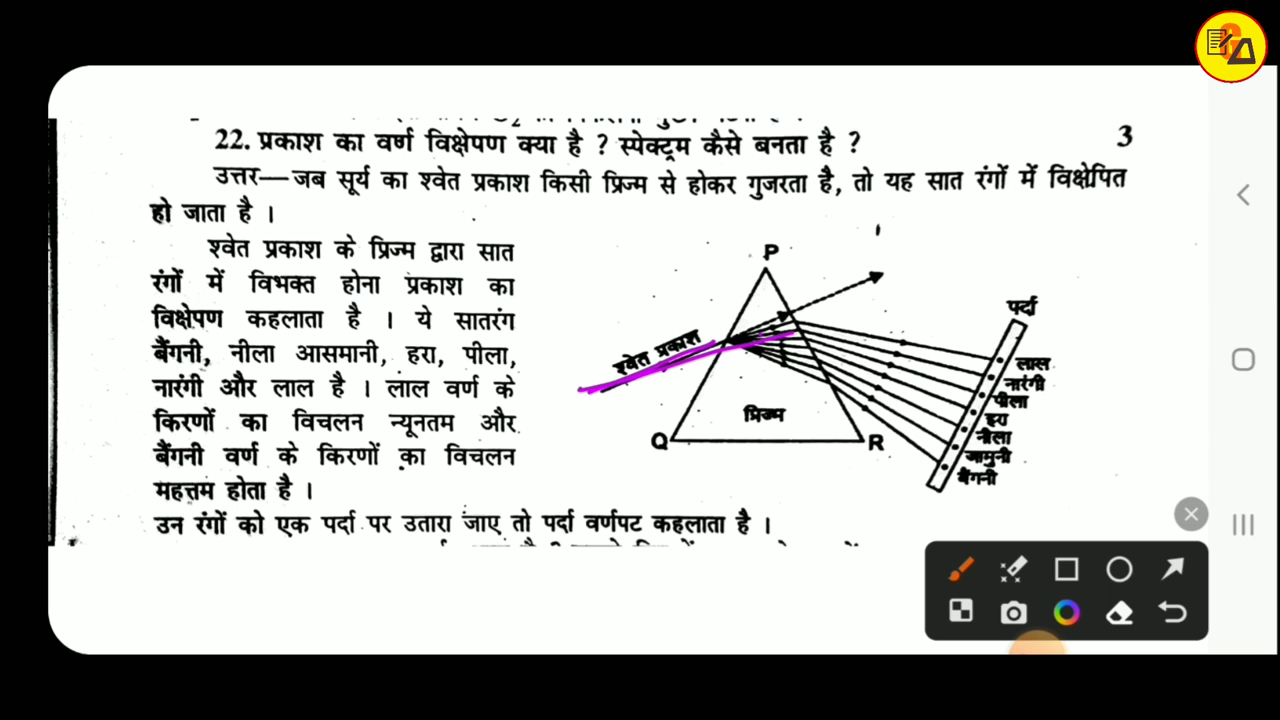 22. प्रकाश का वर्ण विक्षेपण क्या है ? स्पेक्ट्रम कैसे बनता है ? 3
उत्तर—जब सूर्य का श्वेत प्रकाश किसी प्रिज्म से होकर गुजरता है, तो यह सात रंगों में विक्षेपित
हो जाता है ।
श्वेत प्रकाश के प्रिज्म द्वारा सात
रंगों में विभक्त होना प्रकाश का
विक्षेपण कहलाता है । ये सातरंग
बैंगनी, नीला आसमानी, हरा, पीला,
नारंगी और लाल है । लाल वर्ण के
किरणों का विचलन न्यूनतम और
बैंगनी वर्ण के किरणों का विचलन
महत्तम होता है ।
P
श्वेत प्रकाश
प्रिज्म
Q
R
पर्दा
लाल
नारंगी
पीला
हरा
नीला
जामुनी
बैंगनी
उन रंगों को एक पर्दा पर उतारा जाए तो पर्दा वर्णपट कहलाता है ।